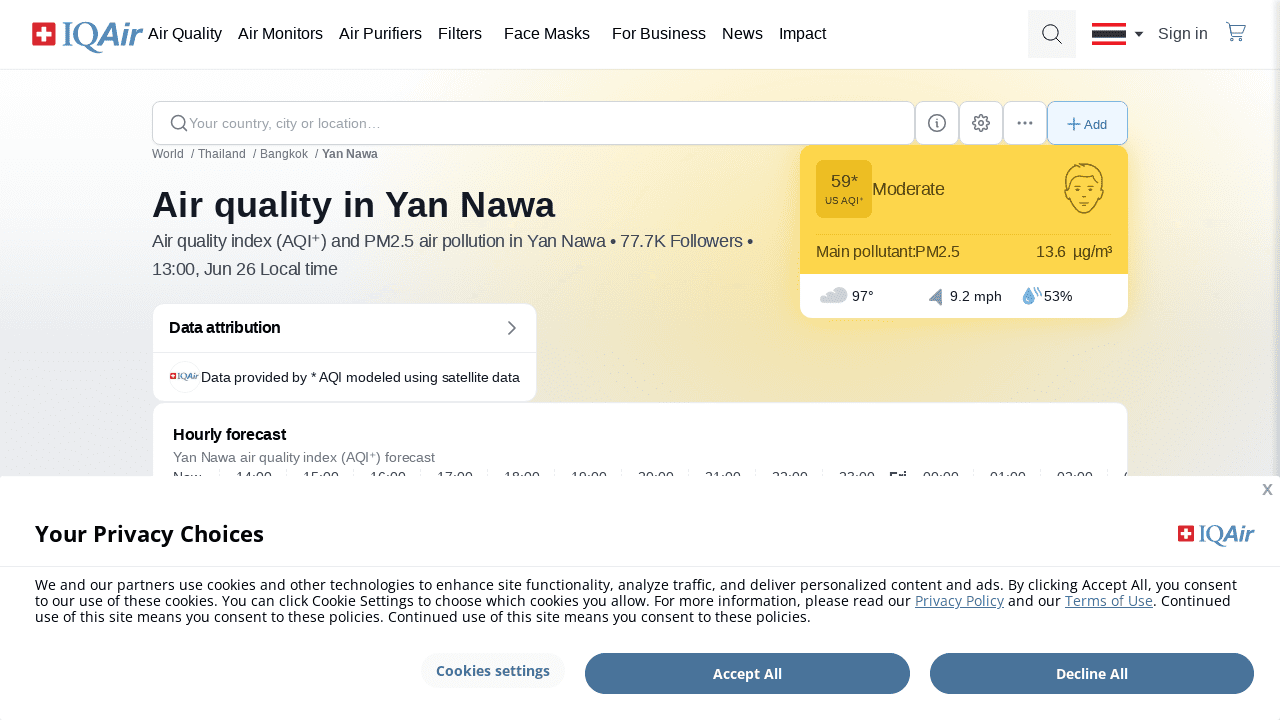 IQAir Air Quality Air Monitors Air Purifiers Filters Face Masks For Business News Impact Sign in
Your country, city or location…
Add
World / Thailand / Bangkok / Yan Nawa
Air quality in Yan Nawa
Air quality index (AQI⁺) and PM2.5 air pollution in Yan Nawa • 77.7K Followers •
13:00, Jun 26 Local time
59*
US AQI⁺
Moderate
Main pollutant:PM2.5 13.6 µg/m³
97° 9.2 mph 53%
Data attribution
IQAir Data provided by * AQI modeled using satellite data
Hourly forecast
Yan Nawa air quality index (AQI⁺) forecast
Now 14:00 15:00 16:00 17:00 18:00 19:00 20:00 21:00 22:00 23:00 Fri 00:00 01:00 02:00
X
Your Privacy Choices
IQAir
We and our partners use cookies and other technologies to enhance site functionality, analyze traffic, and deliver personalized content and ads. By clicking Accept All, you consent
to our use of these cookies. You can click Cookie Settings to choose which cookies you allow. For more information, please read our Privacy Policy and our Terms of Use. Continued
use of this site means you consent to these policies. Continued use of this site means you consent to these policies.
Cookies settings
Accept All
Decline All